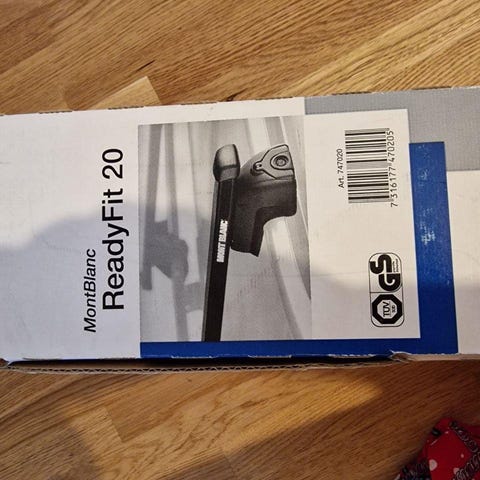 MontBlanc
ReadyFit 20
MONT BLANC
Art. 747020
7 316177 470205
TÜV
GS